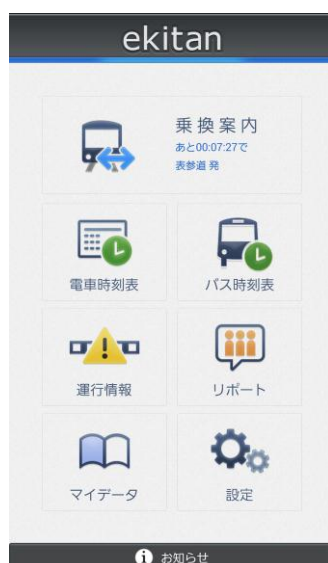 ekitan
乗換案内
あと00:07:27で
表参道 発
電車時刻表
バス時刻表
運行情報
リポート
マイデータ
設定
お知らせ